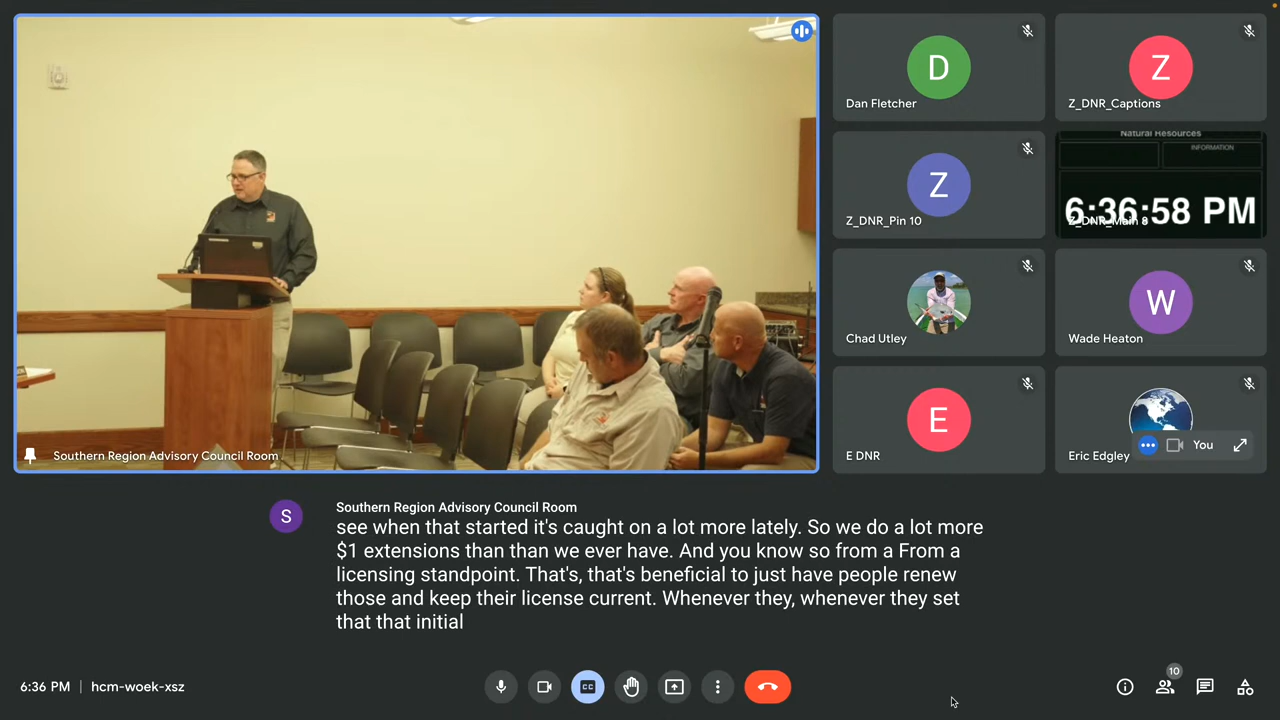 D
Dan Fletcher
Z
Z_DNR_Captions
Z
Z_DNR_Pin 10
Natural Resources
INFORMATION
6:36:58 PM
Z_DNR_Main 8
Chad Utley
W
Wade Heaton
E
E DNR
Eric Edgley
You
Southern Region Advisory Council Room
S
Southern Region Advisory Council Room
see when that started it's caught on a lot more lately. So we do a lot more
$1 extensions than than we ever have. And you know so from a From a
licensing standpoint. That's, that's beneficial to just have people renew
those and keep their license current. Whenever they, whenever they set
that that initial
6:36 PM | hcm-woek-xsz
CC
10